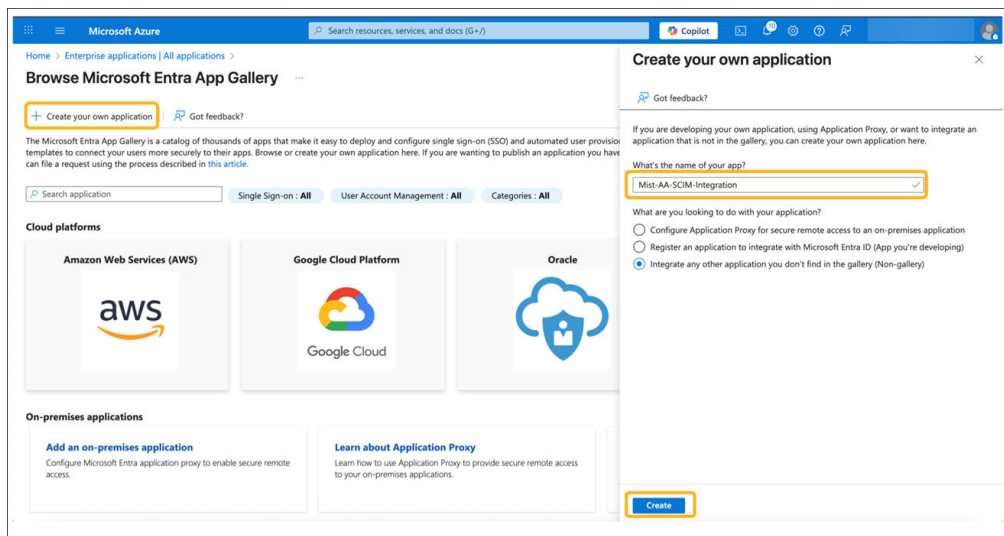 Microsoft Azure
Search resources, services, and docs (G+/)
Copilot
10
Home > Enterprise applications | All applications >
Browse Microsoft Entra App Gallery ...
+ Create your own application
Got feedback?
The Microsoft Entra App Gallery is a catalog of thousands of apps that make it easy to deploy and configure single sign-on (SSO) and automated user provision
templates to connect your users more securely to their apps. Browse or create your own application here. If you are wanting to publish an application you have
can file a request using the process described in this article.
Search application
Single Sign-on : All
User Account Management : All
Categories : All
Cloud platforms
Amazon Web Services (AWS)
aws
Google Cloud Platform
Google Cloud
Oracle
On-premises applications
Add an on-premises application
Configure Microsoft Entra application proxy to enable secure remote
access.
Learn about Application Proxy
Learn how to use Application Proxy to provide secure remote access
to your on-premises applications.
Create your own application
Got feedback?
If you are developing your own application, using Application Proxy, or want to integrate an
application that is not in the gallery, you can create your own application here.
What's the name of your app?
Mist-AA-SCIM-Integration
What are you looking to do with your application?
Configure Application Proxy for secure remote access to an on-premises application
Register an application to integrate with Microsoft Entra ID (App you're developing)
Integrate any other application you don't find in the gallery (Non-gallery)
Create